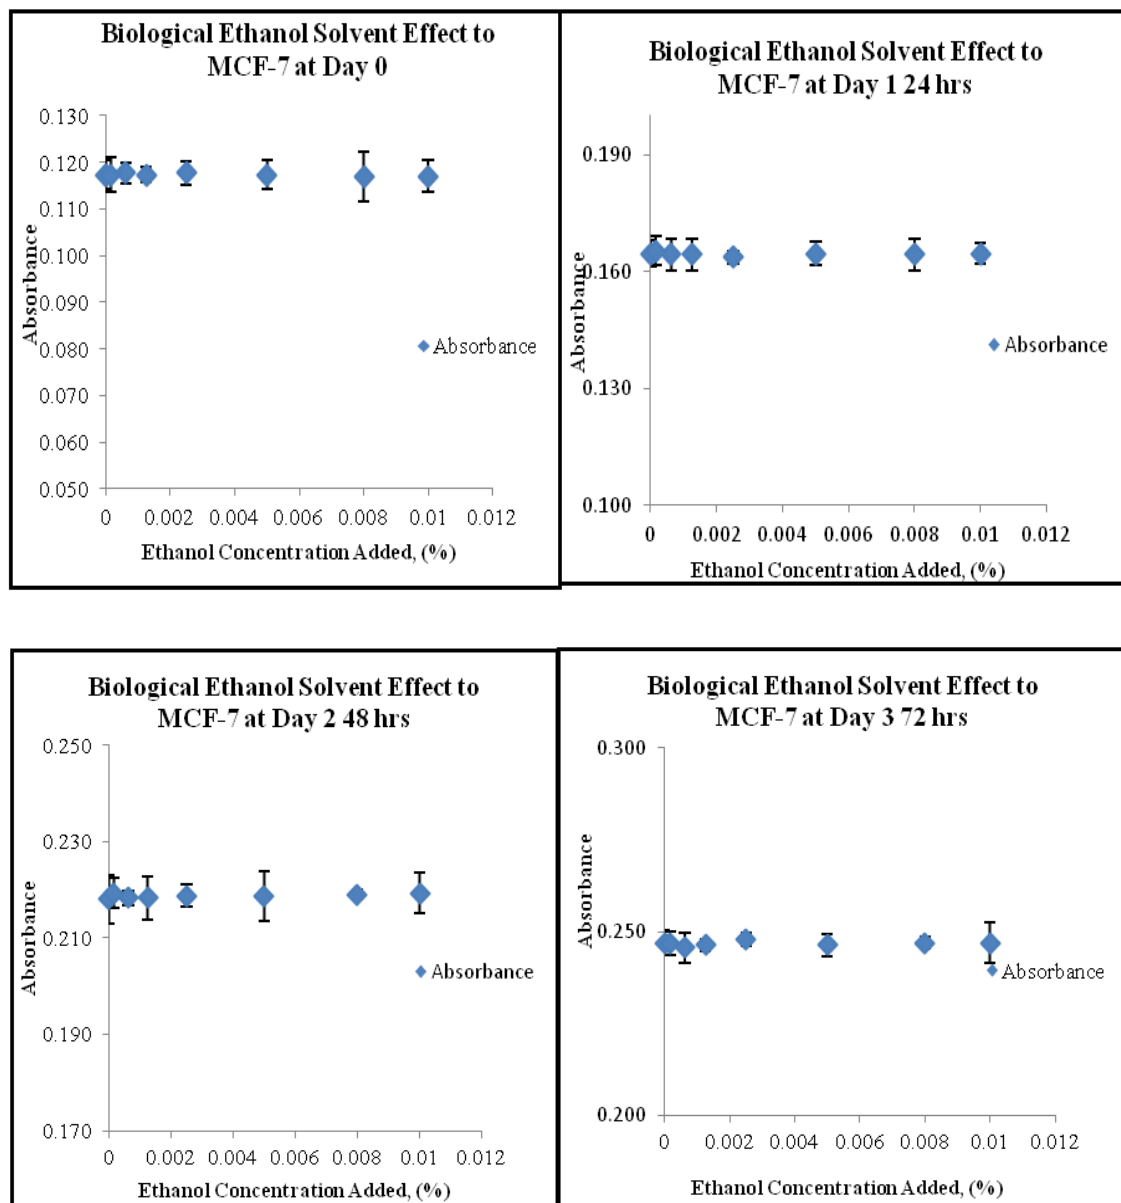 Biological Ethanol Solvent Effect to
MCF-7 at Day 0
0.130
0.120
0.110
0.100
0.090
0.080
0.070
0.060
0.050
Absorbance
Absorbance
0 0.002 0.004 0.006 0.008 0.01 0.012
Ethanol Concentration Added, (%)
Biological Ethanol Solvent Effect to
MCF-7 at Day 1 24 hrs
0.190
0.160
0.130
0.100
Absorbance
Absorbance
0 0.002 0.004 0.006 0.008 0.01 0.012
Ethanol Concentration Added, (%)
Biological Ethanol Solvent Effect to
MCF-7 at Day 2 48 hrs
0.250
0.230
0.210
0.190
0.170
Absorbance
Absorbance
0 0.002 0.004 0.006 0.008 0.01 0.012
Ethanol Concentration Added, (%)
Biological Ethanol Solvent Effect to
MCF-7 at Day 3 72 hrs
0.300
0.250
0.200
Absorbance
Absorbance
0 0.002 0.004 0.006 0.008 0.01 0.012
Ethanol Concentration Added, (%)